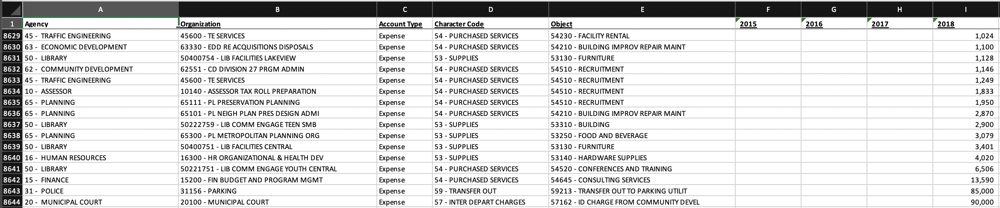 A B C D E F G H I
1 Agency Organization Account Type Character Code Object 2015 2016 2017 2018
8629 45 - TRAFFIC ENGINEERING 45600 - TE SERVICES Expense 54 - PURCHASED SERVICES 54230 - FACILITY RENTAL 1,024
8630 63 - ECONOMIC DEVELOPMENT 63330 - EDD RE ACQUISITIONS DISPOSALS Expense 54 - PURCHASED SERVICES 54210 - BUILDING IMPROV REPAIR MAINT 1,100
8631 50 - LIBRARY 50400754 - LIB FACILITIES LAKEVIEW Expense 53 - SUPPLIES 53130 - FURNITURE 1,128
8632 62 - COMMUNITY DEVELOPMENT 62551 - CD DIVISION 27 PRGM ADMIN Expense 54 - PURCHASED SERVICES 54510 - RECRUITMENT 1,146
8633 45 - TRAFFIC ENGINEERING 45600 - TE SERVICES Expense 54 - PURCHASED SERVICES 54510 - RECRUITMENT 1,249
8634 10 - ASSESSOR 10140 - ASSESSOR TAX ROLL PREPARATION Expense 54 - PURCHASED SERVICES 54510 - RECRUITMENT 1,833
8635 65 - PLANNING 65111 - PL PRESERVATION PLANNING Expense 54 - PURCHASED SERVICES 54510 - RECRUITMENT 1,950
8636 65 - PLANNING 65101 - PL NEIGH PLAN PRES DESIGN ADMI Expense 54 - PURCHASED SERVICES 54210 - BUILDING IMPROV REPAIR MAINT 2,870
8637 50 - LIBRARY 50222759 - LIB COMM ENGAGE TEEN SMB Expense 53 - SUPPLIES 53310 - BUILDING 2,900
8638 65 - PLANNING 65300 - PL METROPOLITAN PLANNING ORG Expense 53 - SUPPLIES 53250 - FOOD AND BEVERAGE 3,079
8639 50 - LIBRARY 50400751 - LIB FACILITIES CENTRAL Expense 53 - SUPPLIES 53130 - FURNITURE 3,401
8640 16 - HUMAN RESOURCES 16300 - HR ORGANIZATIONAL & HEALTH DEV Expense 53 - SUPPLIES 53140 - HARDWARE SUPPLIES 4,020
8641 50 - LIBRARY 50221751 - LIB COMM ENGAGE YOUTH CENTRAL Expense 54 - PURCHASED SERVICES 54520 - CONFERENCES AND TRAINING 6,506
8642 15 - FINANCE 15200 - FIN BUDGET AND PROGRAM MGMT Expense 54 - PURCHASED SERVICES 54645 - CONSULTING SERVICES 13,590
8643 31 - POLICE 31156 - PARKING Expense 59 - TRANSFER OUT 59213 - TRANSFER OUT TO PARKING UTILIT 85,000
8644 20 - MUNICIPAL COURT 20100 - MUNICIPAL COURT Expense 57 - INTER DEPART CHARGES 57162 - ID CHARGE FROM COMMUNITY DEVEL 90,000